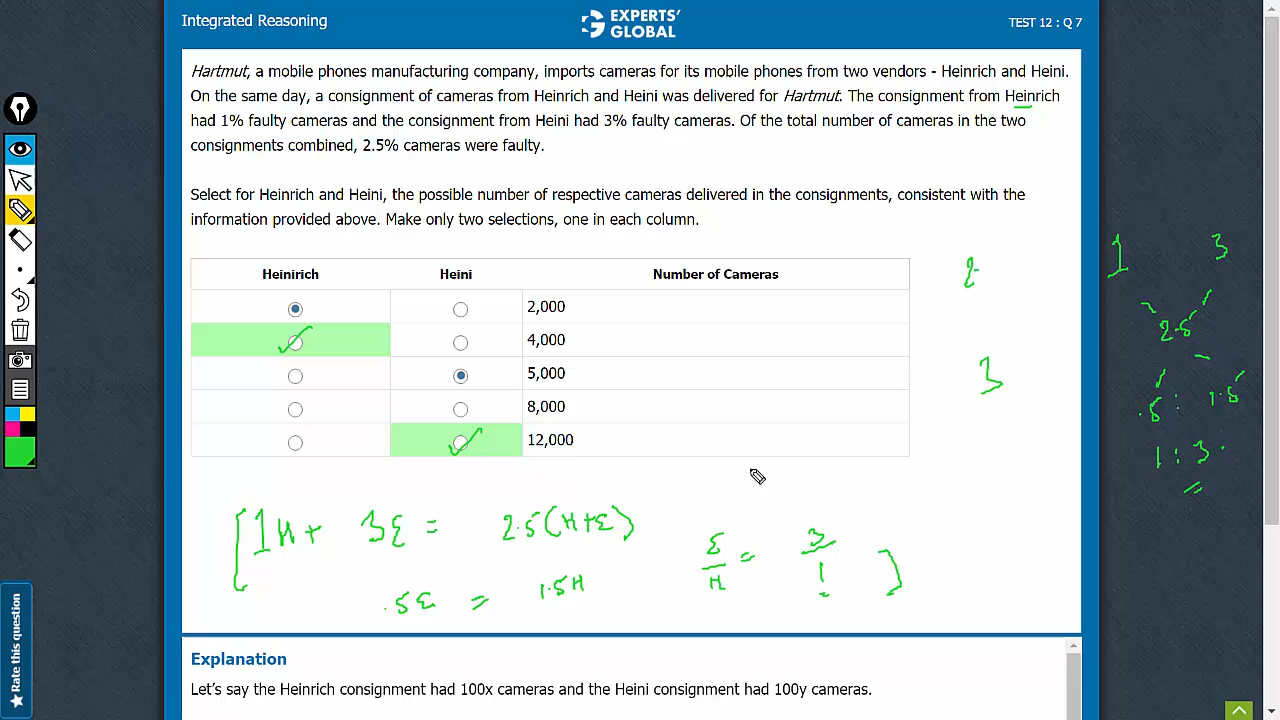 Integrated Reasoning
EXPERTS'
GLOBAL
TEST 12 : Q 7
Hartmut, a mobile phones manufacturing company, imports cameras for its mobile phones from two vendors - Heinrich and Heini.
On the same day, a consignment of cameras from Heinrich and Heini was delivered for Hartmut. The consignment from Heinrich
had 1% faulty cameras and the consignment from Heini had 3% faulty cameras. Of the total number of cameras in the two
consignments combined, 2.5% cameras were faulty.
Select for Heinrich and Heini, the possible number of respective cameras delivered in the consignments, consistent with the
information provided above. Make only two selections, one in each column.
Heinirich Heini Number of Cameras
2,000
4,000
5,000
8,000
12,000
1 3
2.5
.5 : 1.5
1 : 3
3
1H + 3E = 2.5(H+E)
.5E = 1.5H
E/H = 3/1
Rate this question
Explanation
Let's say the Heinrich consignment had 100x cameras and the Heini consignment had 100y cameras.